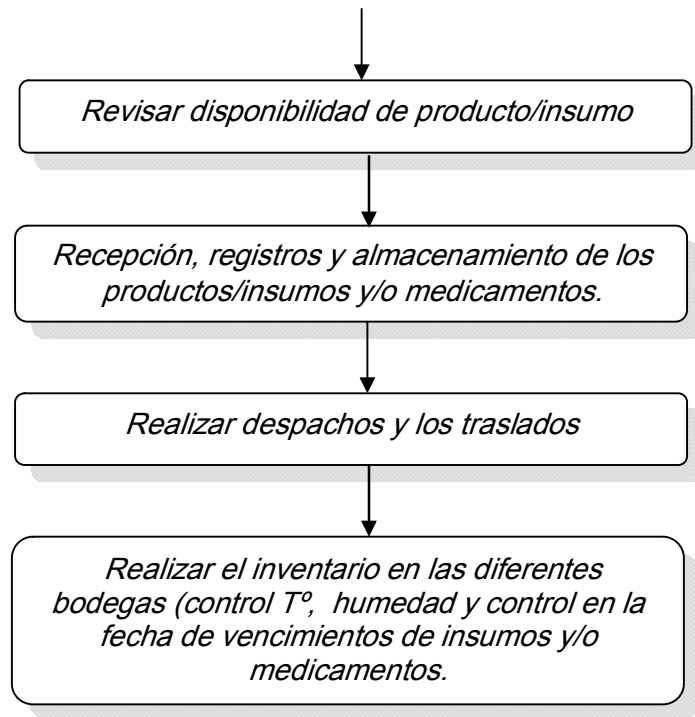 Revisar disponibilidad de producto/insumo
Recepción, registros y almacenamiento de los
productos/insumos y/o medicamentos.
Realizar despachos y los traslados
Realizar el inventario en las diferentes
bodegas (control Tº, humedad y control en la
fecha de vencimientos de insumos y/o
medicamentos.